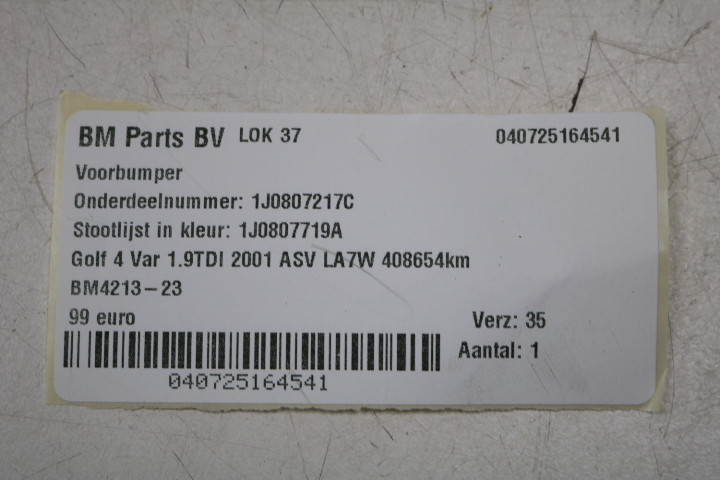 BM Parts BV LOK 37 040725164541
Voorbumper
Onderdeelnummer: 1J0807217C
Stootlijst in kleur: 1J0807719A
Golf 4 Var 1.9TDI 2001 ASV LA7W 408654km
BM4213-23
99 euro Verz: 35
Aantal: 1
040725164541